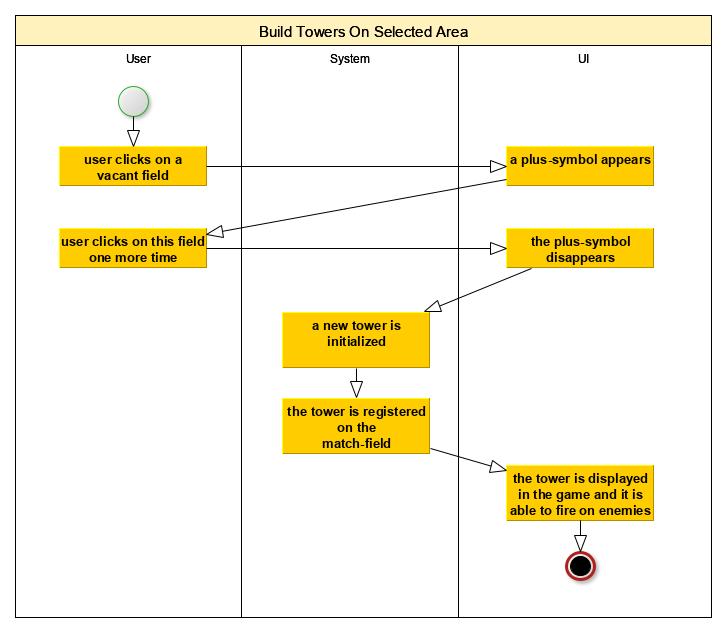 Build Towers On Selected Area
User
System
UI
user clicks on a
vacant field
a plus-symbol appears
user clicks on this field
one more time
the plus-symbol
disappears
a new tower is
initialized
the tower is registered
on the
match-field
the tower is displayed
in the game and it is
able to fire on enemies